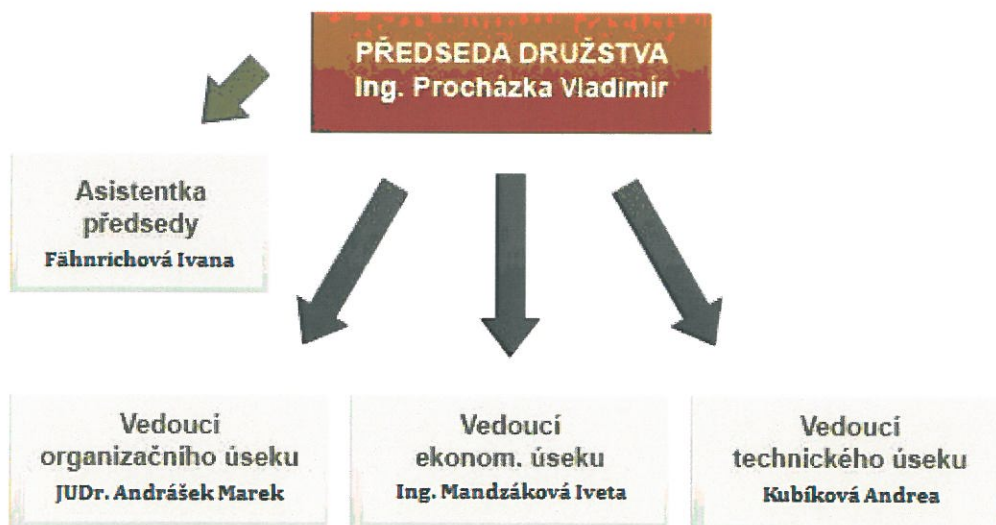 PŘEDSEDA DRUŽSTVA
Ing. Procházka Vladimír
Asistentka
předsedy
Fähnrichová Ivana
Vedoucí
organizačního úseku
JUDr. Andrášek Marek
Vedoucí
ekonom. úseku
Ing. Mandzáková Iveta
Vedoucí
technického úseku
Kubíková Andrea